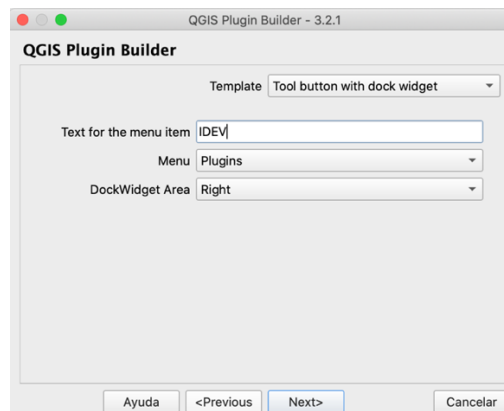 QGIS Plugin Builder - 3.2.1
QGIS Plugin Builder
Template Tool button with dock widget
Text for the menu item IDEV
Menu Plugins
DockWidget Area Right
Ayuda <Previous Next> Cancelar